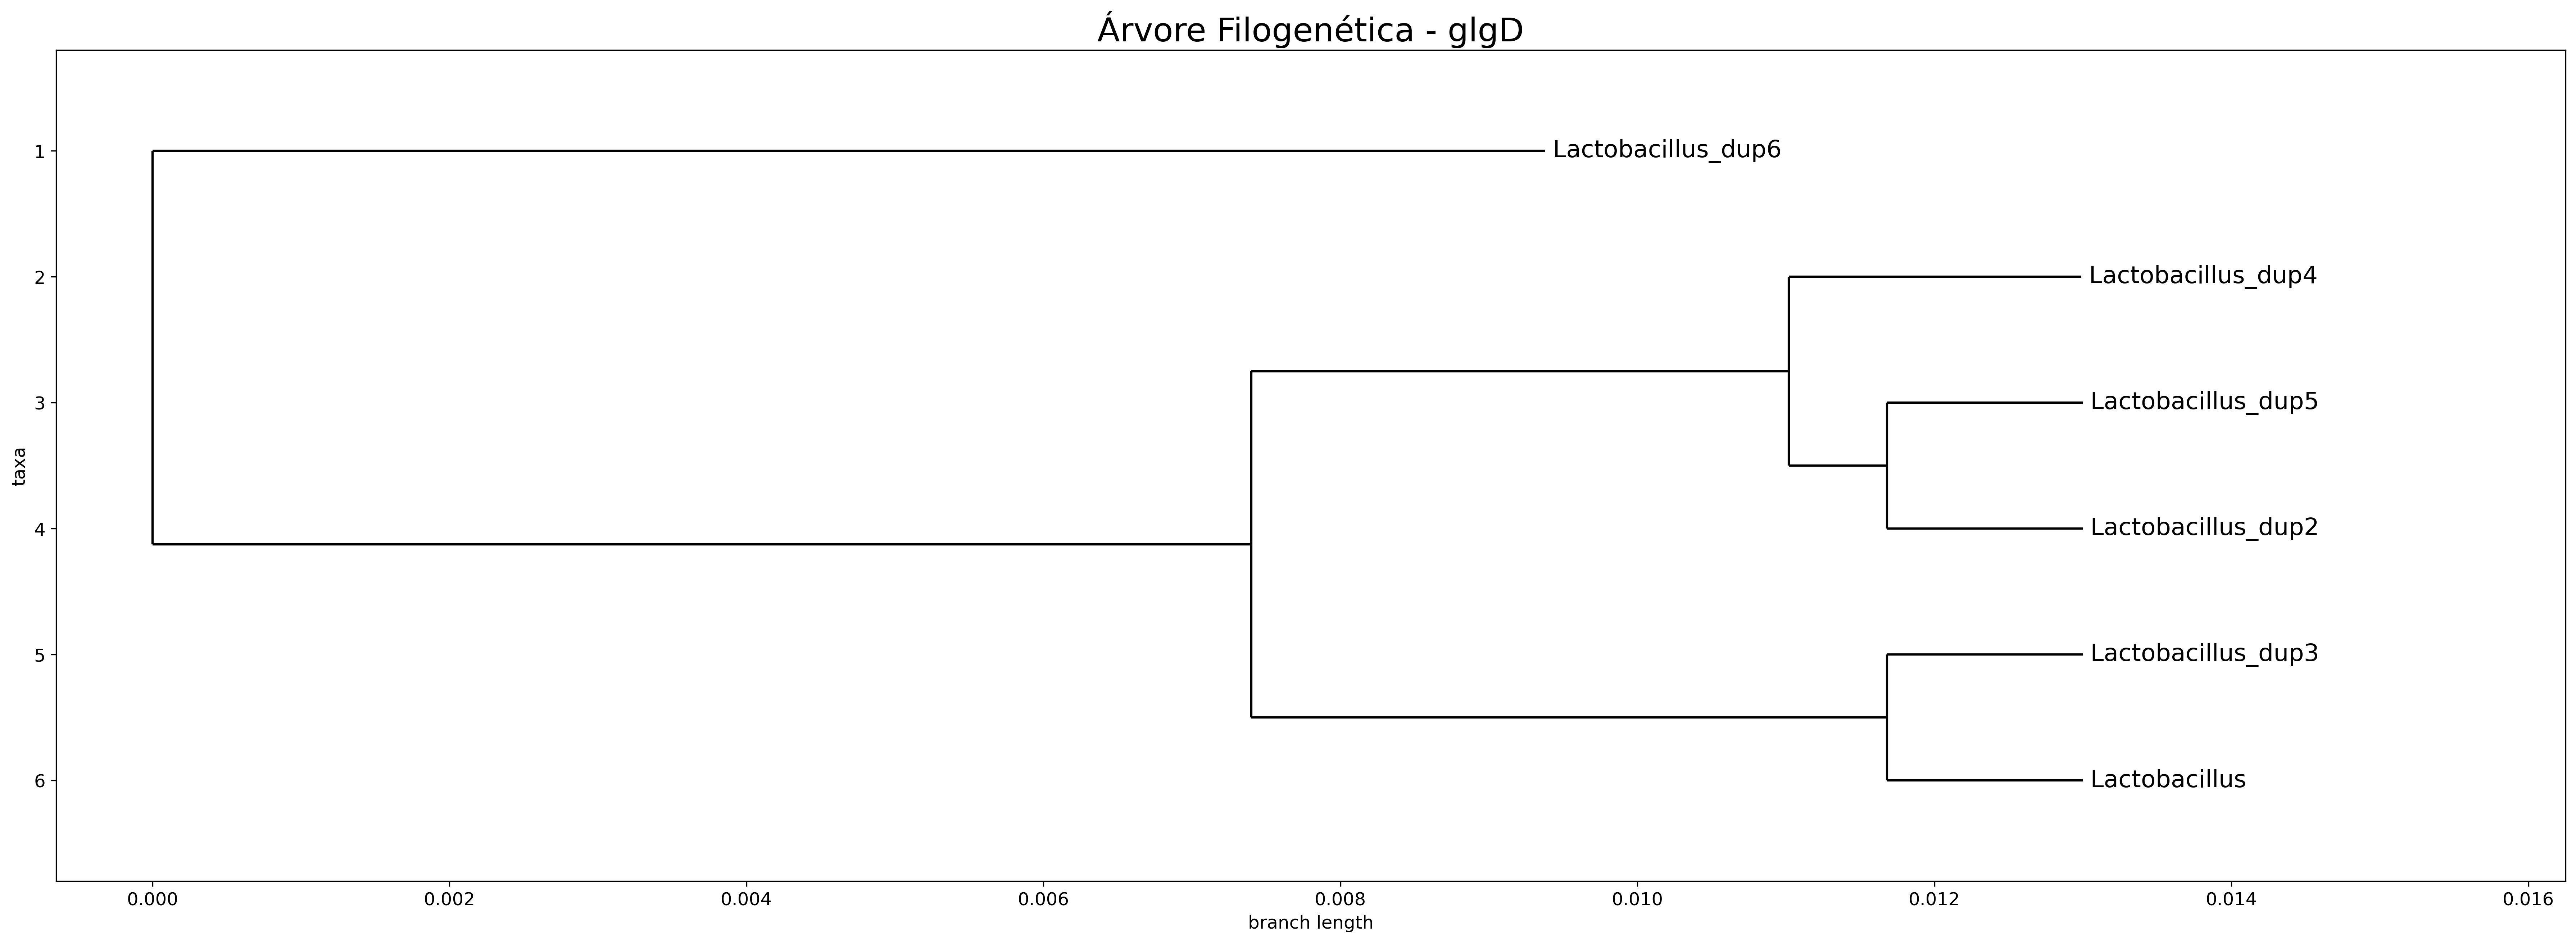 Árvore Filogenética - glgD
1
Lactobacillus_dup6
2
Lactobacillus_dup4
3
Lactobacillus_dup5
taxa
4
Lactobacillus_dup2
5
Lactobacillus_dup3
6
Lactobacillus
0.000 0.002 0.004 0.006 0.008 0.010 0.012 0.014 0.016
branch length